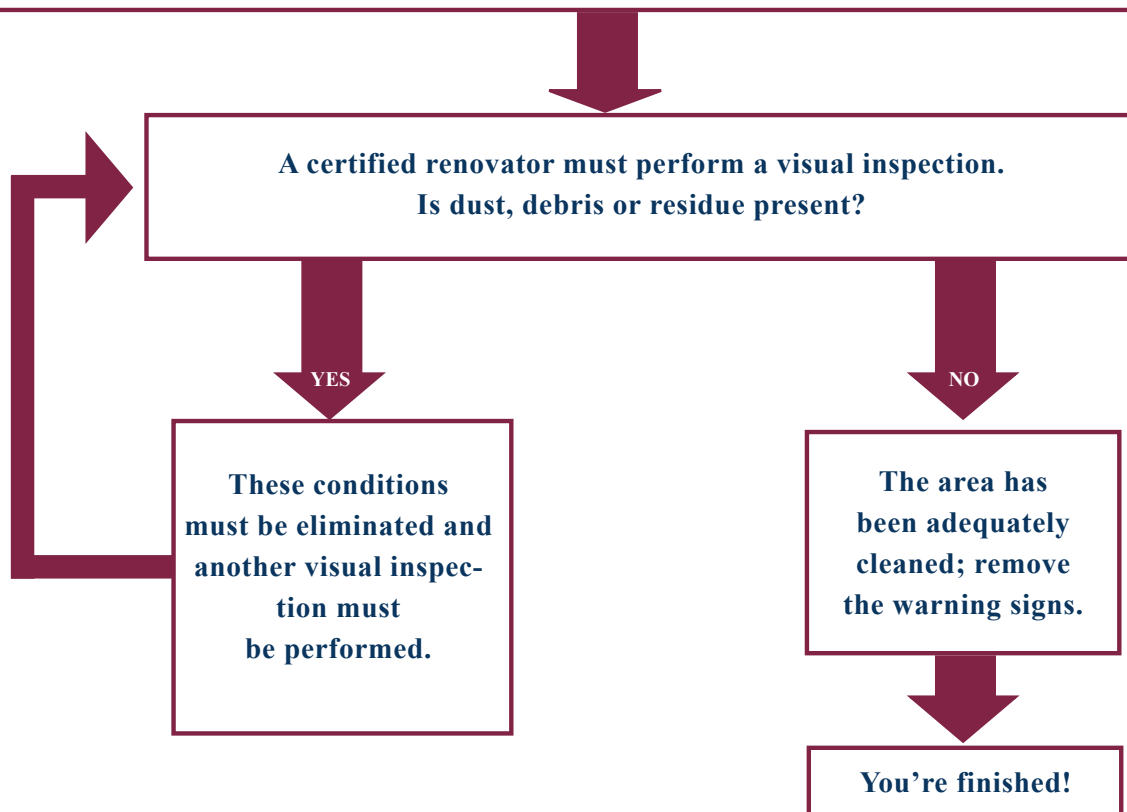 A certified renovator must perform a visual inspection.
Is dust, debris or residue present?
YES
NO
These conditions
must be eliminated and
another visual inspec-
tion must
be performed.
The area has
been adequately
cleaned; remove
the warning signs.
You’re finished!